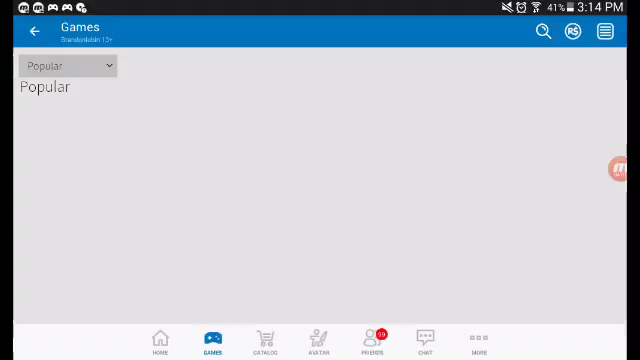 41% 3:14 PM
Games
Brandonlubin 13+
R$
Popular
Popular
99
HOME
GAMES
CATALOG
AVATAR
FRIENDS
CHAT
MORE